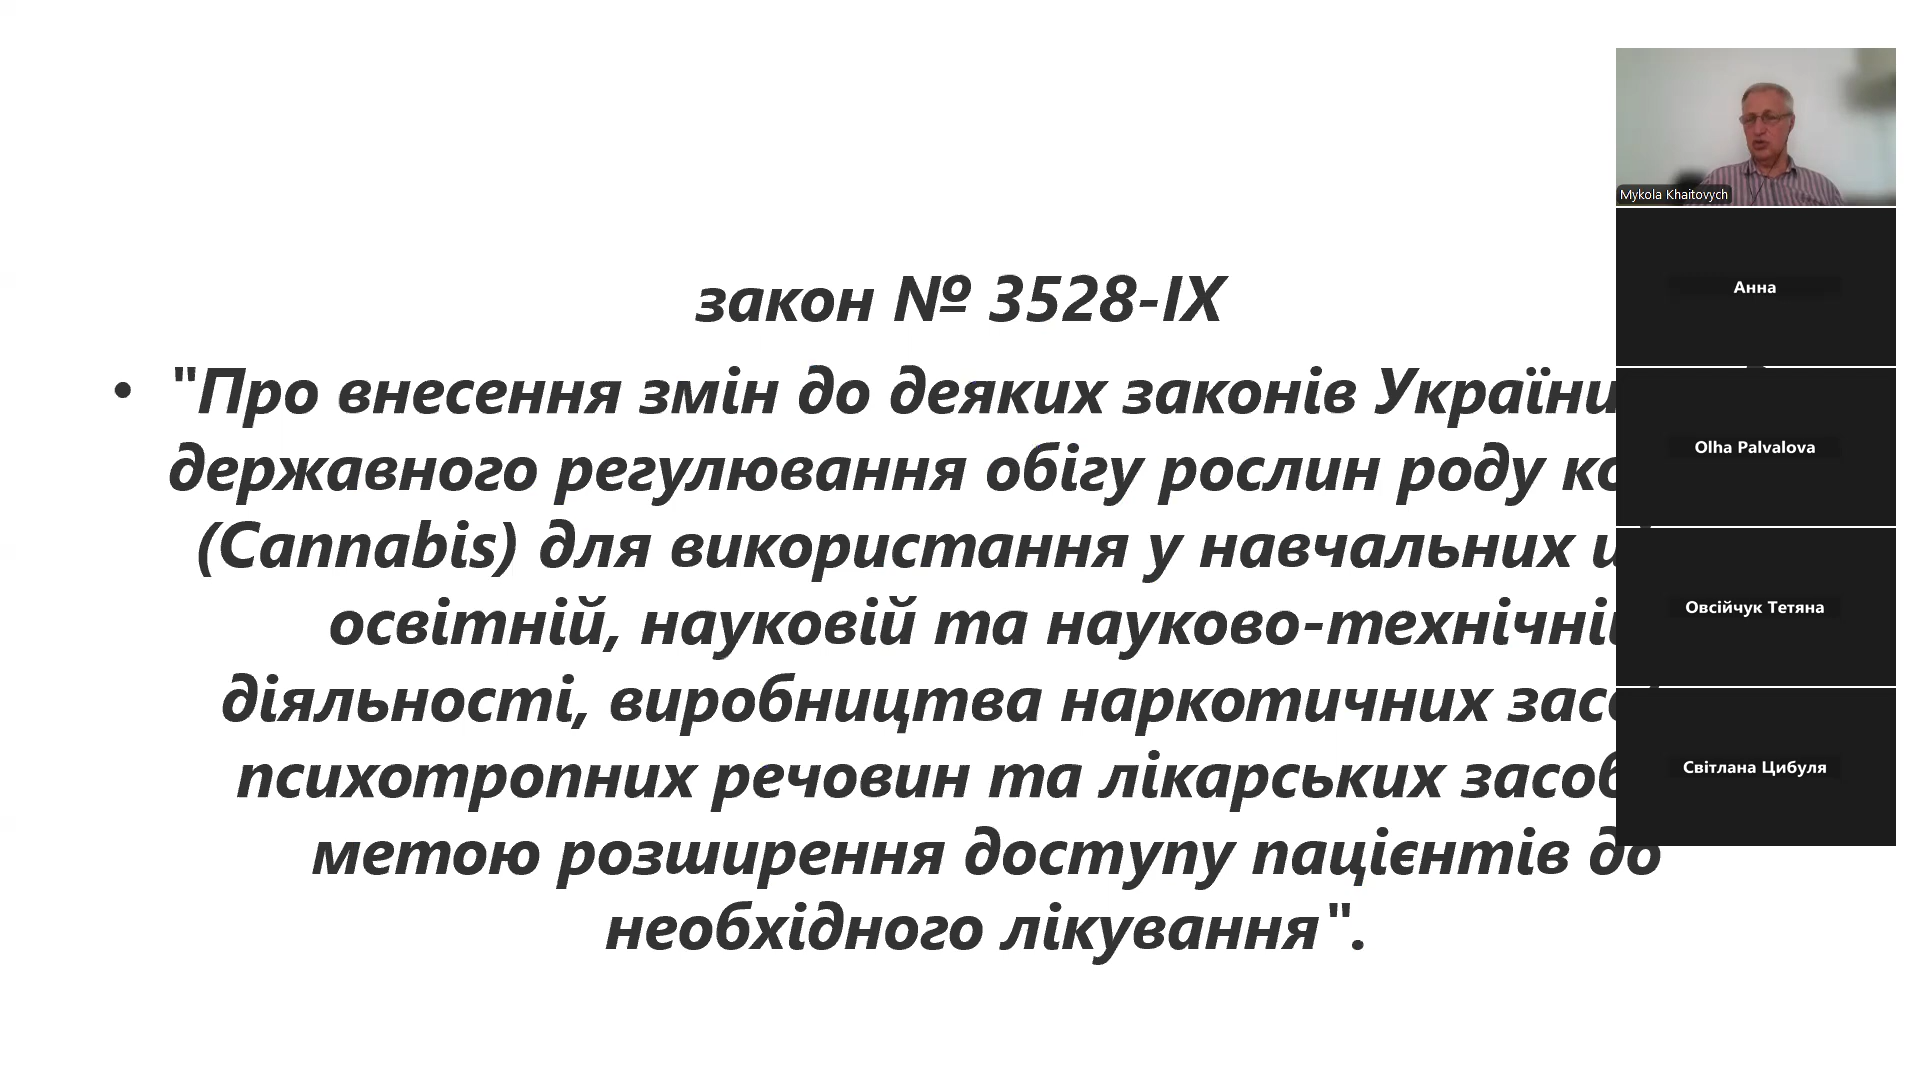 закон № 3528-IX
• "Про внесення змін до деяких законів України
державного регулювання обігу рослин роду
(Cannabis) для використання у навчальних
освітній, науковій та науково-технічній
діяльності, виробництва наркотичних
психотропних речовин та лікарських
метою розширення доступу пацієнтів до
необхідного лікування".
Mykola Khaitovych
Анна
Olha Palvalova
Овсійчук Тетяна
Світлана Цибуля